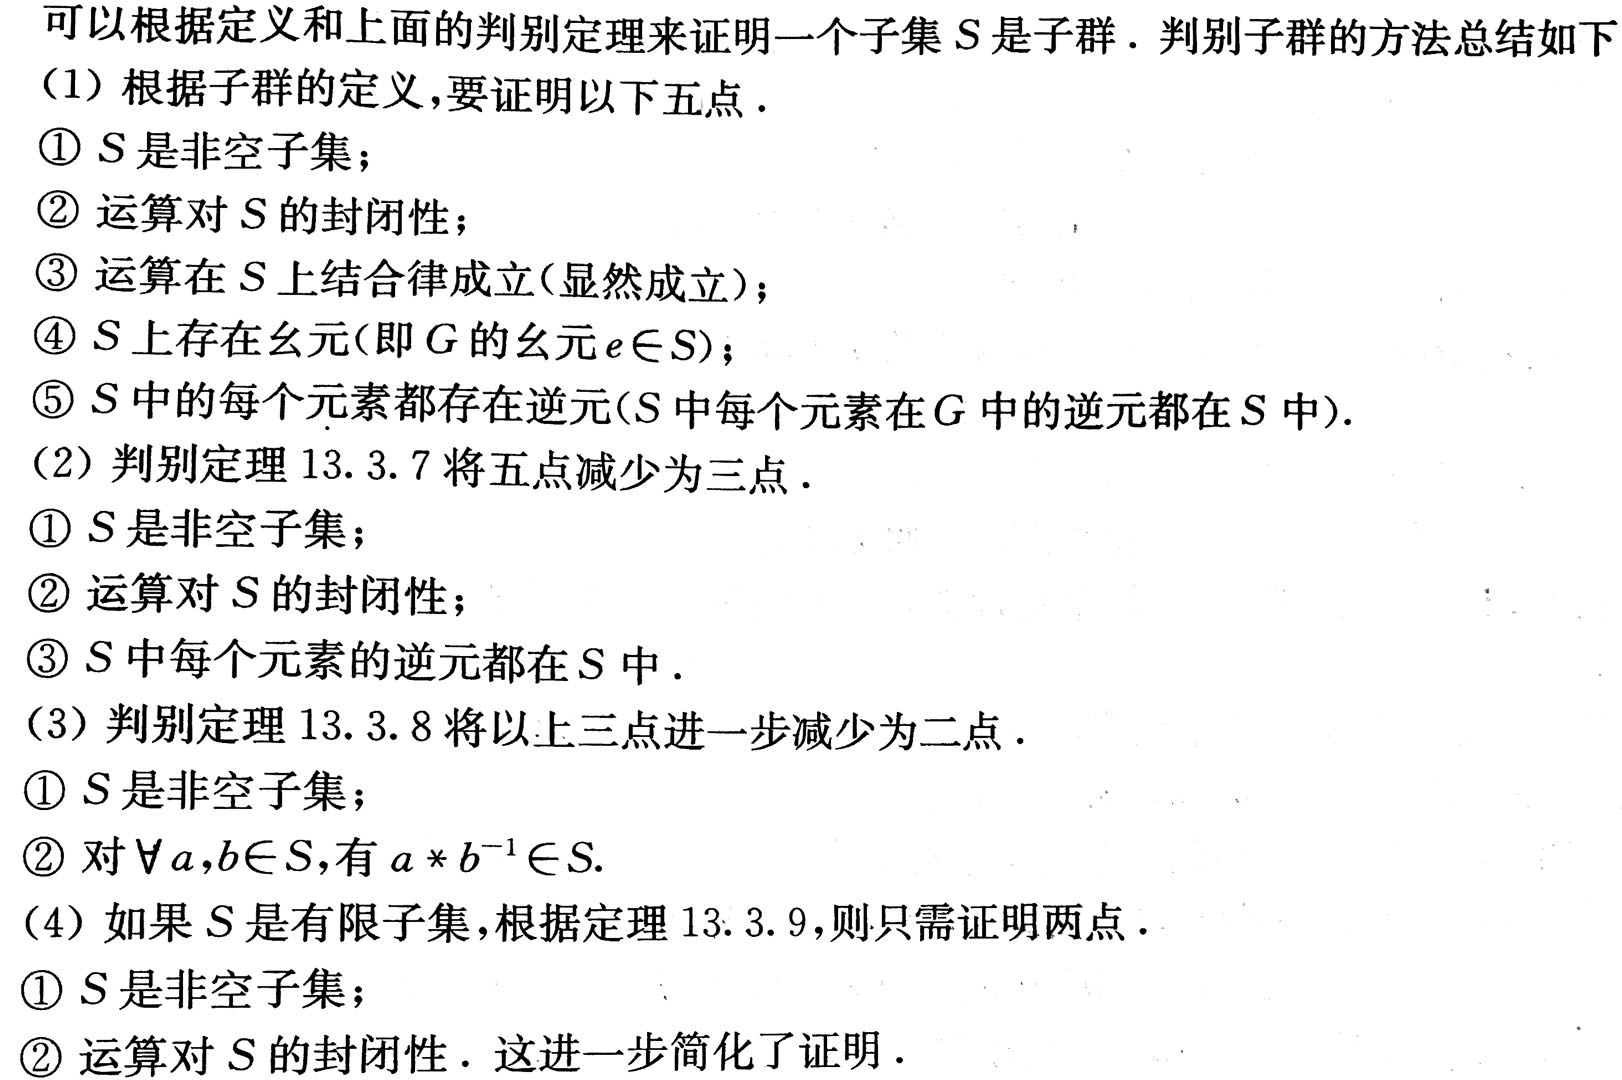 可以根据定义和上面的判别定理来证明一个子集 S 是子群．判别子群的方法总结如下
（1）根据子群的定义,要证明以下五点．
① S 是非空子集;
② 运算对 S 的封闭性;
③ 运算在 S 上结合律成立(显然成立);
④ S 上存在幺元(即 G 的幺元 e∈S);
⑤ S 中的每个元素都存在逆元(S 中每个元素在 G 中的逆元都在 S 中).
（2）判别定理 13.3.7 将五点减少为三点．
① S 是非空子集;
② 运算对 S 的封闭性;
③ S 中每个元素的逆元都在 S 中．
（3）判别定理 13.3.8 将以上三点进一步减少为二点．
① S 是非空子集;
② 对∀a,b∈S,有 a * b⁻¹∈S.
（4）如果 S 是有限子集,根据定理 13.3.9,则只需证明两点．
① S 是非空子集;
② 运算对 S 的封闭性．这进一步简化了证明．